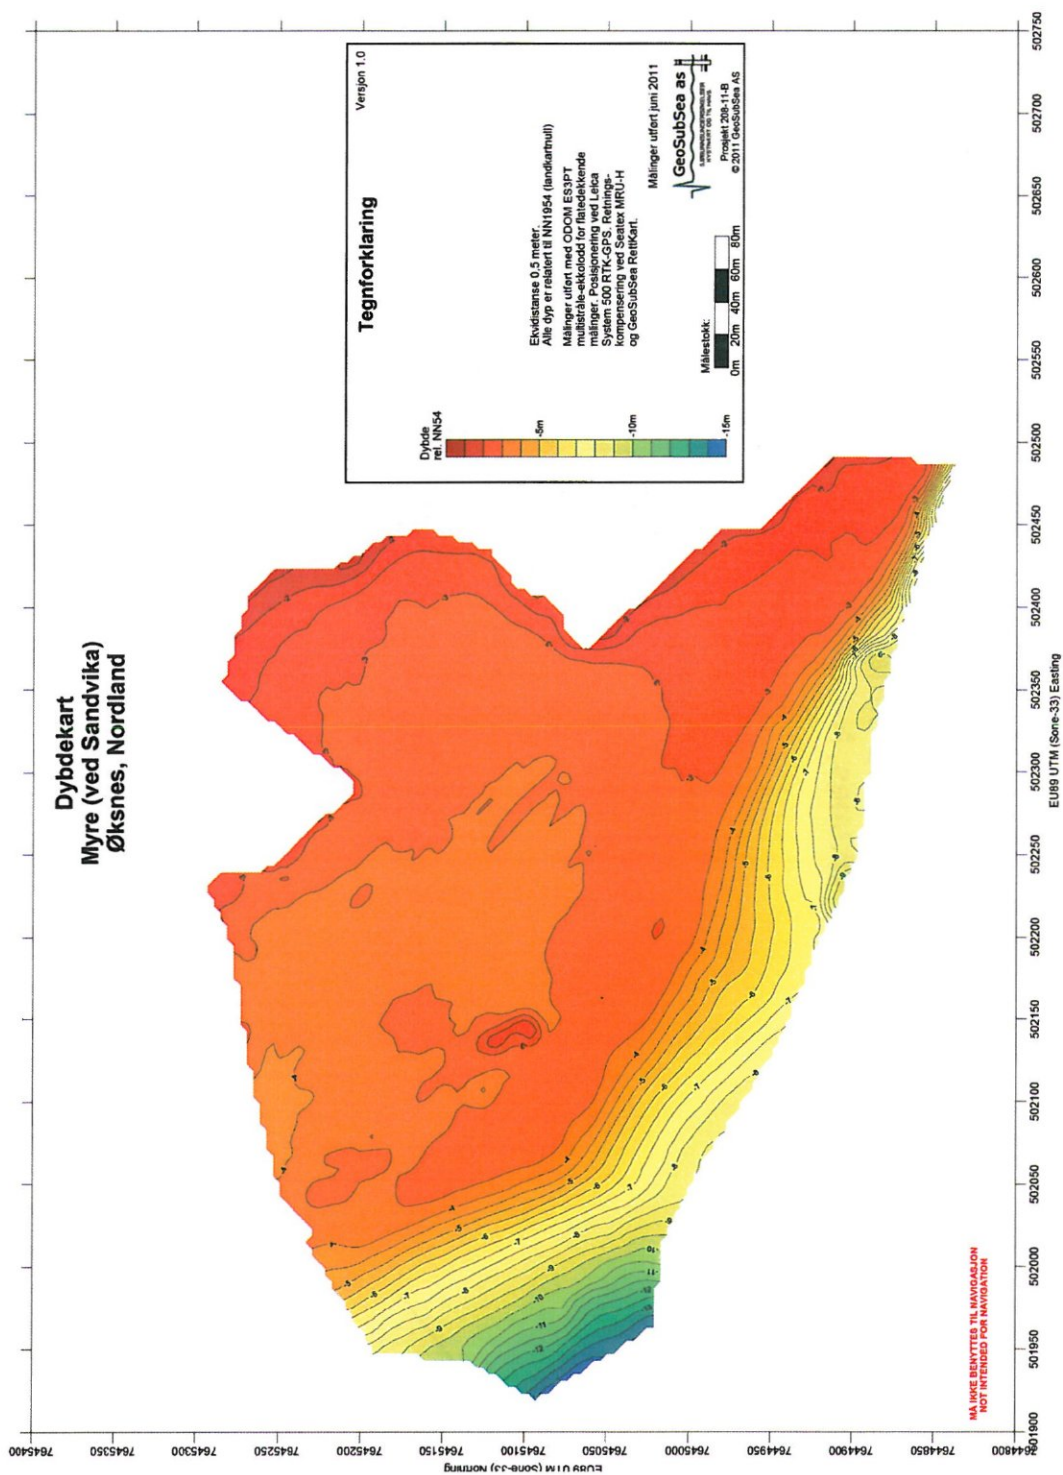 Dybdekart
Myre (ved Sandvika)
Øksnes, Nordland
Tegnforklaring
Versjon 1.0
Dybde
rel. NN54
-5m
-10m
-15m
Ekvidistanse 0,5 meter.
Alle dyp er relatert til NN1954 (landkartnull)
Målinger utført med ODOM ES3PT
multistråle-ekkolodd for flatedekkende
målinger. Posisjonering ved Leica
System 500 RTK-GPS. Retnings-
kompensering ved Seatex MRU-H
og GeoSubSea RettKart.
Målinger utført juni 2011
GeoSubSea as
Prosjekt 208-11-B
© 2011 GeoSubSea AS
Målestokk:
0m 20m 40m 60m 80m
7645400
7645350
7645300
7645250
7645200
7645150
7645100
7645050
7645000
7644950
7644900
7644850
7644800
EU89 UTM (Sone-33) Northing
501900
501950
502000
502050
502100
502150
502200
502250
502300
502350
502400
502450
502500
502550
502600
502650
502700
502750
EU89 UTM (Sone-33) Easting
MÅ IKKE BENYTTES TIL NAVIGASJON
NOT INTENDED FOR NAVIGATION